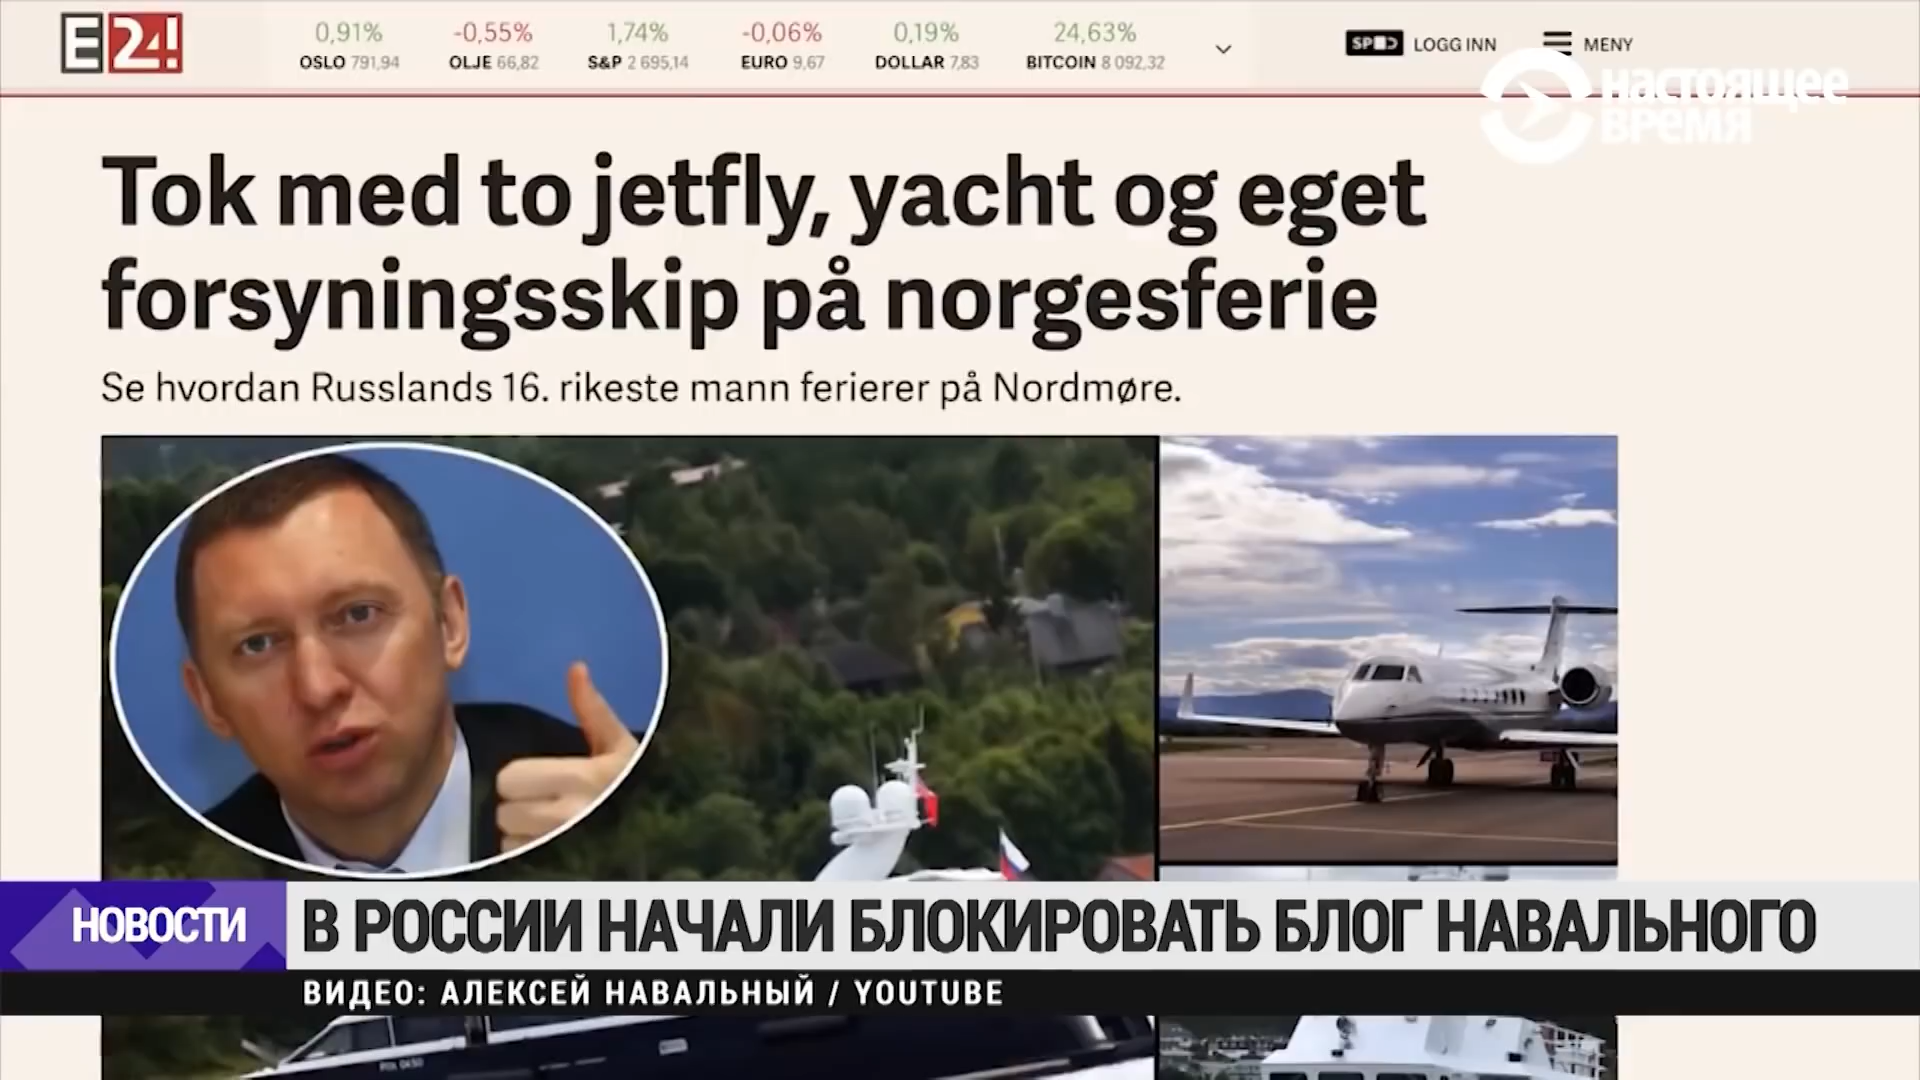 E24!
0,91% -0,55% 1,74% -0,06% 0,19% 24,63%
OSLO 791,94 OLJE 66,82 S&P 2 695,14 EURO 9,67 DOLLAR 7,83 BITCOIN 8 092,32
LOGG INN MENY
НАСТОЯЩЕЕ
ВРЕМЯ
Tok med to jetfly, yacht og eget
forsyningsskip på norgesferie
Se hvordan Russlands 16. rikeste mann ferierer på Nordmøre.
НОВОСТИ
В РОССИИ НАЧАЛИ БЛОКИРОВАТЬ БЛОГ НАВАЛЬНОГО
ВИДЕО: АЛЕКСЕЙ НАВАЛЬНЫЙ / YOUTUBE